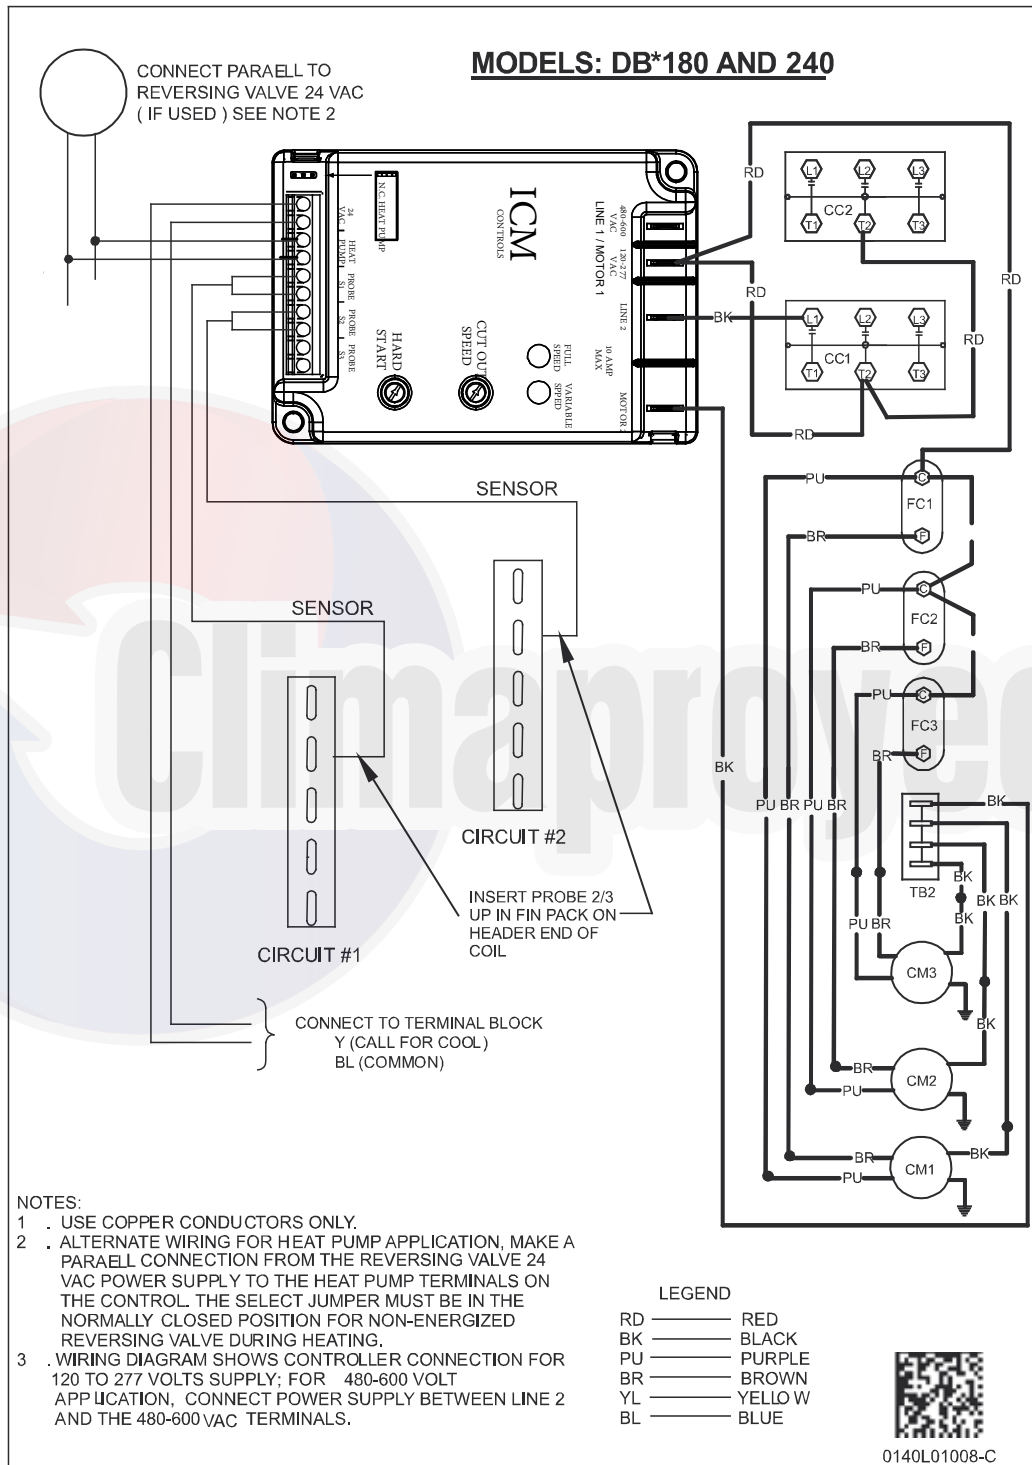 MODELS: DB*180 AND 240
CONNECT PARAELL TO
REVERSING VALVE 24 VAC
( IF USED ) SEE NOTE 2
N.C. HEAT PUMP
24
VAC
HEAT
PUMP
PROBE
S1
PROBE
S2
PROBE
S3
ICM
CONTROLS
HARD
START
CUT OUT
SPEED
FULL
SPEED
VARIABLE
SPPED
480-600
VAC
120-277
VAC
LINE 1 / MOTOR 1
LINE 2
10 AMP
MAX
MOTOR 2
RD
L1 L2 L3
CC2
T1 T2 T3
RD
RD
RD
BK
L1 L2 L3
CC1
T1 T2 T3
RD
RD
PU
C
FC1
BR
F
PU
C
FC2
BR
F
PU
C
FC3
BR
F
SENSOR
SENSOR
Climaproyec
CIRCUIT #2
CIRCUIT #1
INSERT PROBE 2/3
UP IN FIN PACK ON
HEADER END OF
COIL
BK
PU BR PU BR
BK
TB2
BK
BK BK
BK
PU BR
CM3
BK
BR
CM2
PU
BR
CM1
BK
PU
CONNECT TO TERMINAL BLOCK
Y (CALL FOR COOL)
BL (COMMON)
NOTES:
1 . USE COPPER CONDUCTORS ONLY.
2 . ALTERNATE WIRING FOR HEAT PUMP APPLICATION, MAKE A
PARAELL CONNECTION FROM THE REVERSING VALVE 24
VAC POWER SUPPLY TO THE HEAT PUMP TERMINALS ON
THE CONTROL. THE SELECT JUMPER MUST BE IN THE
NORMALLY CLOSED POSITION FOR NON-ENERGIZED
REVERSING VALVE DURING HEATING.
3 . WIRING DIAGRAM SHOWS CONTROLLER CONNECTION FOR
120 TO 277 VOLTS SUPPLY; FOR 480-600 VOLT
APPLICATION, CONNECT POWER SUPPLY BETWEEN LINE 2
AND THE 480-600 VAC TERMINALS.
LEGEND
RD RED
BK BLACK
PU PURPLE
BR BROWN
YL YELLOW
BL BLUE
0140L01008-C